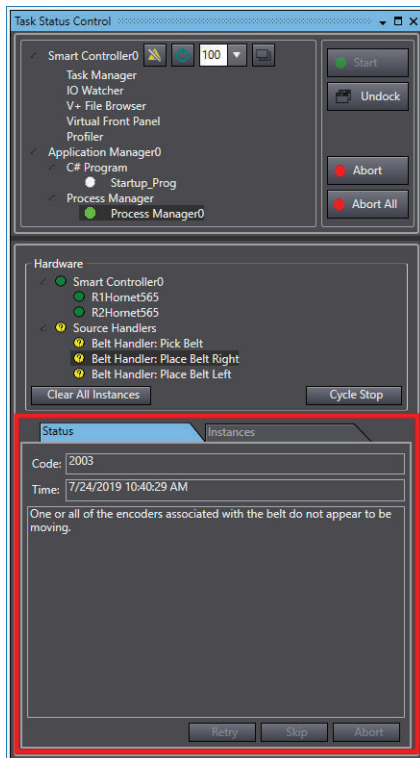 Task Status Control
Smart Controller0 100
Task Manager
IO Watcher
V+ File Browser
Virtual Front Panel
Profiler
Application Manager0
C# Program
Startup_Prog
Process Manager
Process Manager0
Start
Undock
Abort
Abort All
Hardware
Smart Controller0
R1Hornet565
R2Hornet565
Source Handlers
Belt Handler: Pick Belt
Belt Handler: Place Belt Right
Belt Handler: Place Belt Left
Clear All Instances
Cycle Stop
Status
Instances
Code: 2003
Time: 7/24/2019 10:40:29 AM
One or all of the encoders associated with the belt do not appear to be
moving.
Retry
Skip
Abort